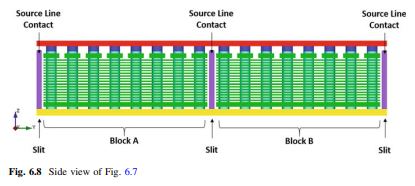 Source Line Contact
Source Line Contact
Source Line Contact
Z
Y
Block A
Block B
Slit
Slit
Slit
Fig. 6.8 Side view of Fig. 6.7